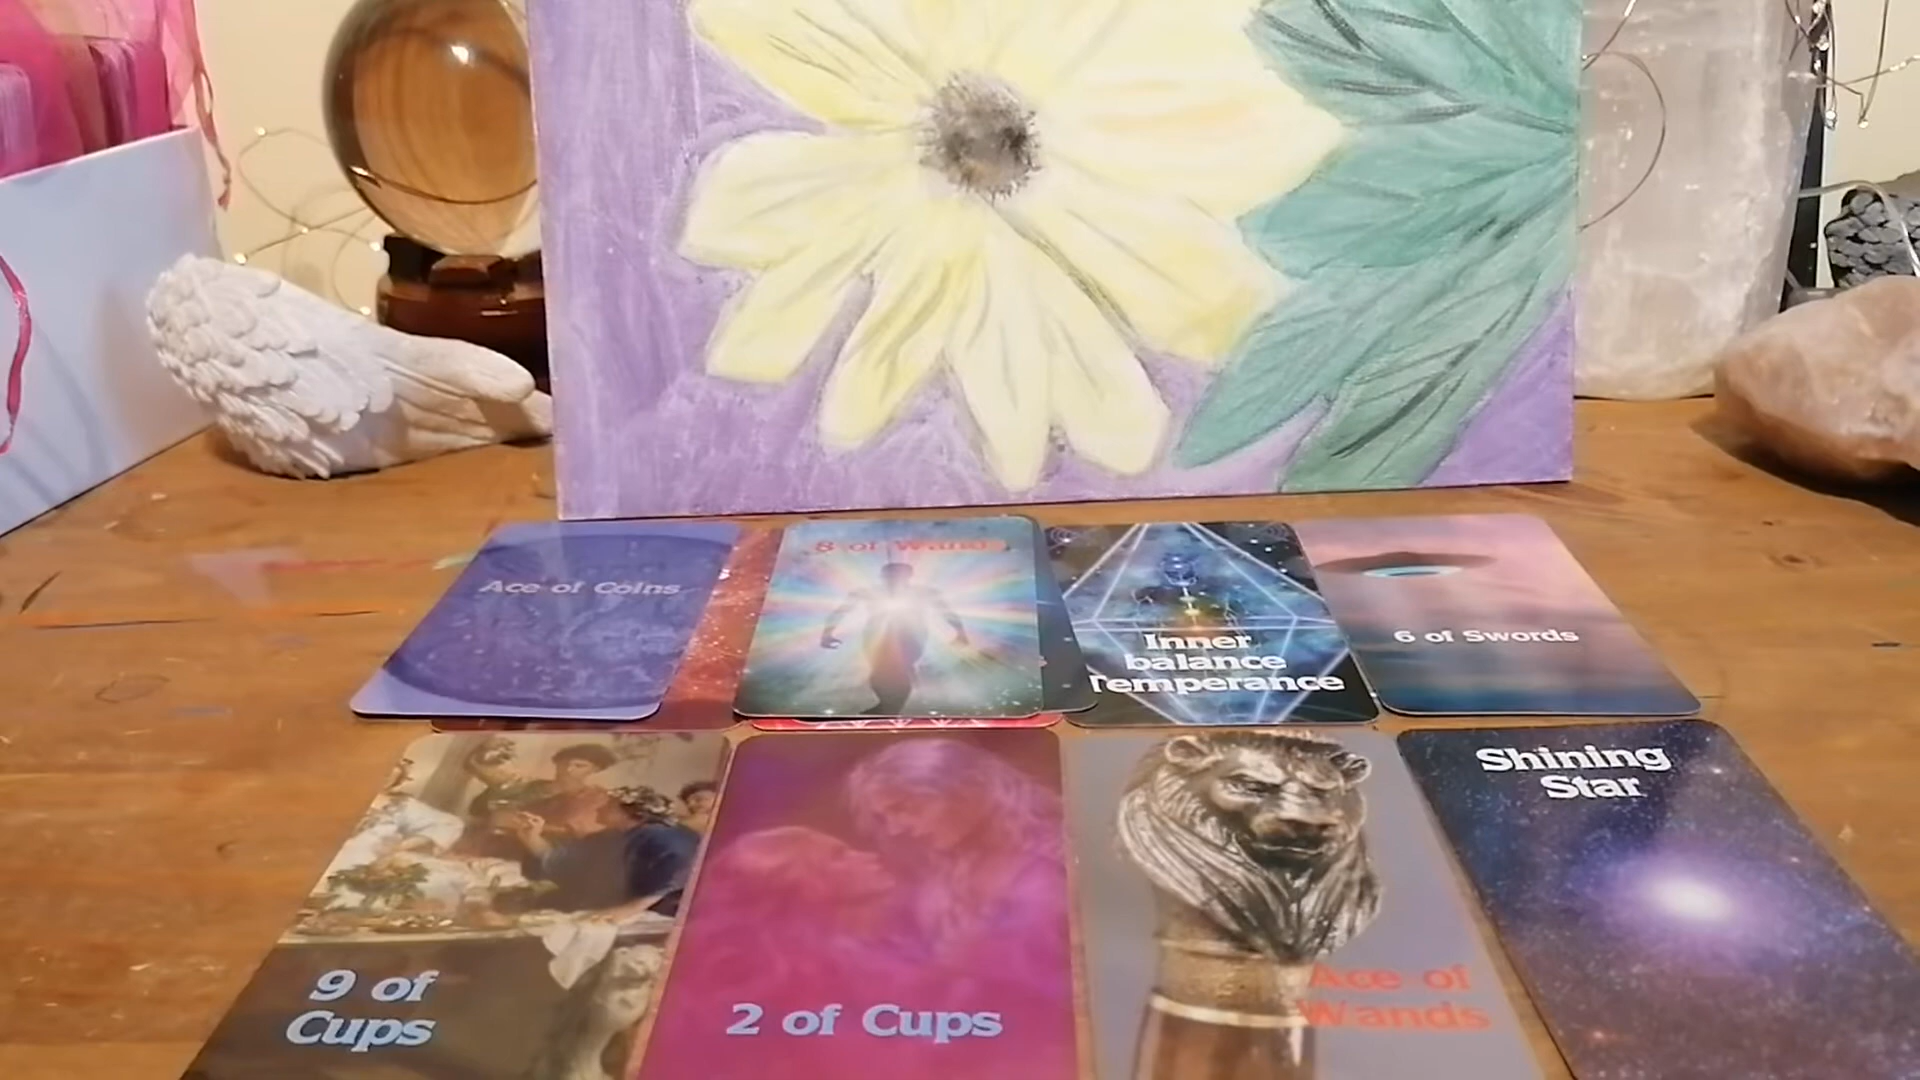 Ace of Coins
8 of Wands
Inner
balance
Temperance
6 of Swords
9 of
Cups
2 of Cups
Ace of
Wands
Shining
Star